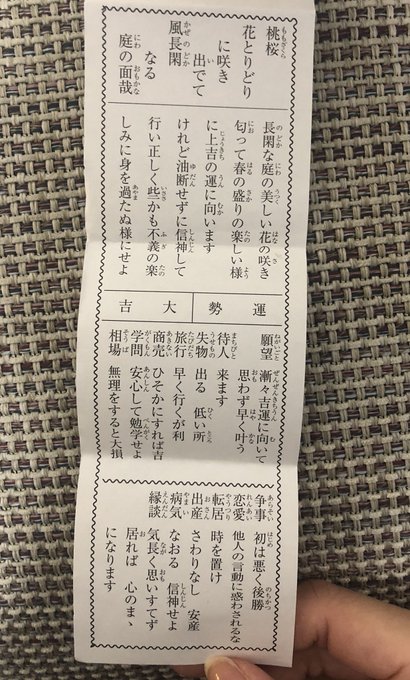 桃桜
花とりどり
に咲き
出でて
風長閑
なる
庭の面哉
長閑な庭の美しい花の咲き
匂って春の盛りの楽しい様
に上吉の運に向います
けれど油断せずに信神して
行い正しく些かも不義の楽
しみに身を過たぬ様にせよ
運勢 大吉
願望 漸々吉運に向いて
思わず早く叶う
待人 来ます
失物 出る 低い所
旅行 早く行くが利
商売 ひそかにすれば吉
学問 安心して勉学せよ
相場 無理をすると大損
争事 初は悪く後勝
恋愛 他人の言動に惑わされるな
転居 時を置け
出産 さわりなし 安産
病気 なおる 信神せよ
縁談 気長く思いすてず
居れば 心のまゝ
になります